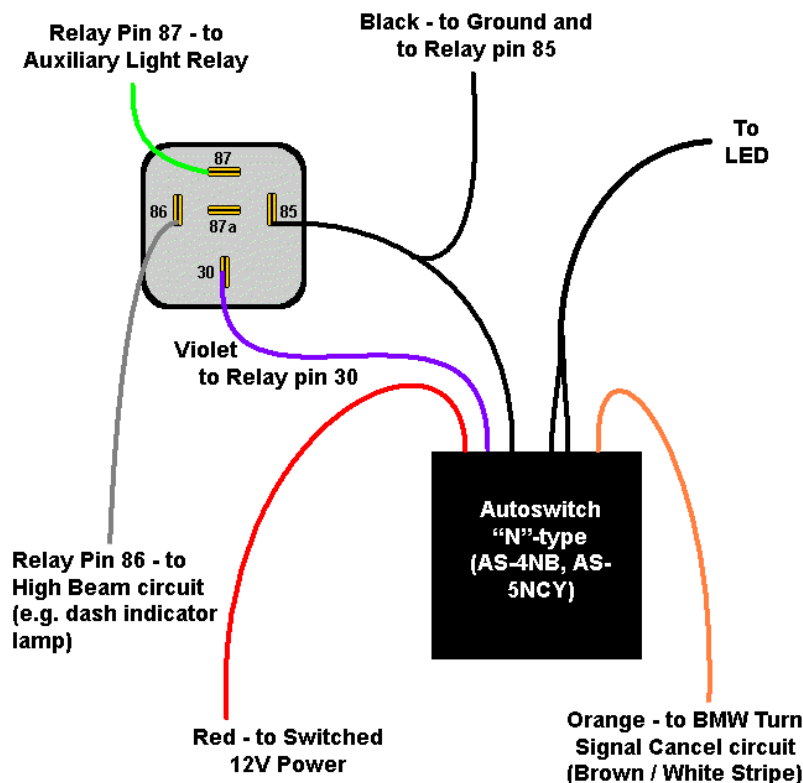 Relay Pin 87 - to
Auxiliary Light Relay
Black - to Ground and
to Relay pin 85
To
LED
87
86
85
87a
30
Violet
to Relay pin 30
Autoswitch
“N”-type
(AS-4NB, AS-
5NCY)
Relay Pin 86 - to
High Beam circuit
(e.g. dash indicator
lamp)
Red - to Switched
12V Power
Orange - to BMW Turn
Signal Cancel circuit
(Brown / White Stripe)